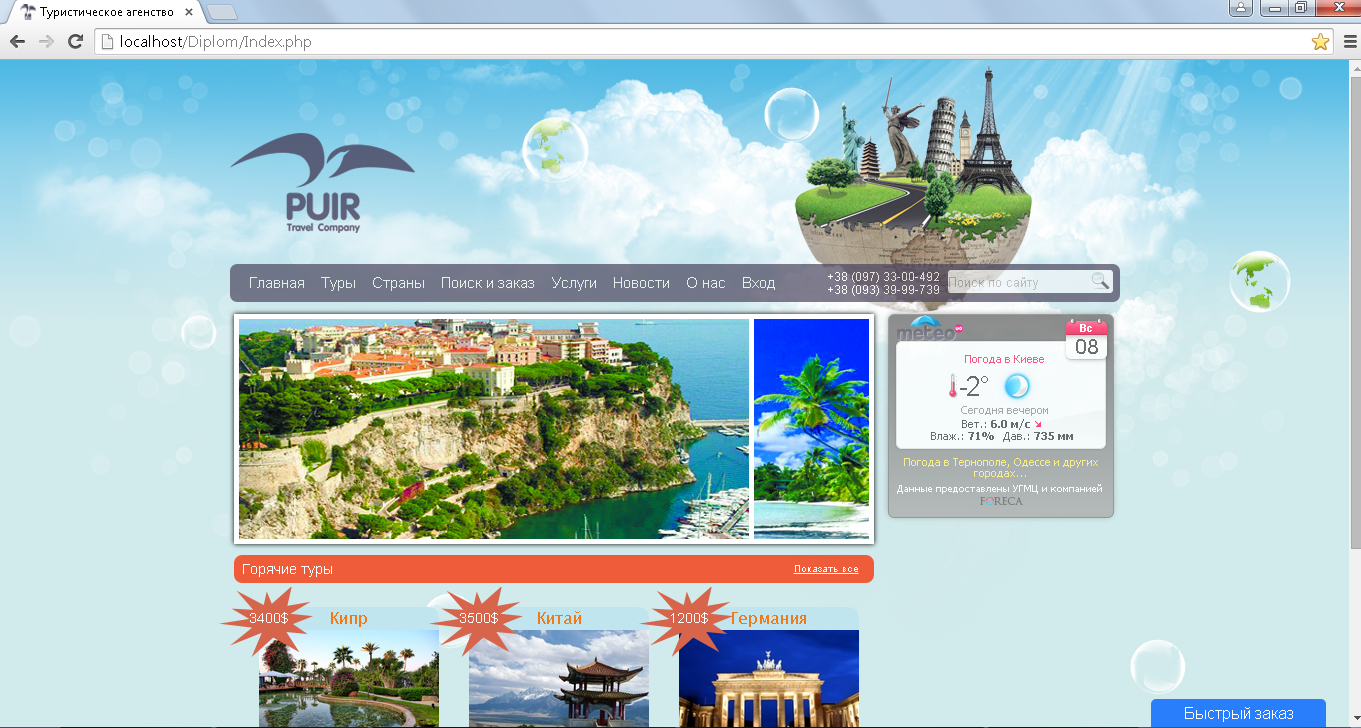 Туристическое агенство
localhost/Diplom/Index.php
PUIR
Travel Company
Главная Туры Страны Поиск и заказ Услуги Новости О нас Вход
+38 (097) 33-00-492
+38 (093) 39-99-739
Поиск по сайту
meteo
Вс
08
Погода в Киеве
-2°
Сегодня вечером
Вет.: 6.0 м/с
Влаж.: 71% Дав.: 735 мм
Погода в Тернополе, Одессе и других
городах...
Данные предоставлены УГМЦ и компанией
FORECA
Горячие туры Показать все
3400$ Кипр
3500$ Китай
1200$ Германия
Быстрый заказ